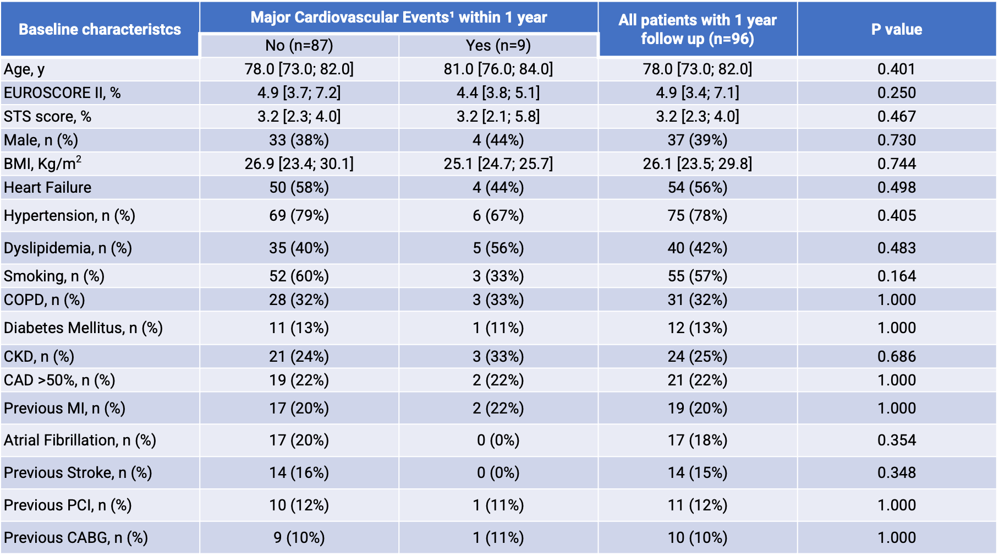 Baseline characteristcs
Major Cardiovascular Events¹ within 1 year
All patients with 1 year
follow up (n=96)
P value
No (n=87)
Yes (n=9)
Age, y 78.0 [73.0; 82.0] 81.0 [76.0; 84.0] 78.0 [73.0; 82.0] 0.401
EUROSCORE II, % 4.9 [3.7; 7.2] 4.4 [3.8; 5.1] 4.9 [3.4; 7.1] 0.250
STS score, % 3.2 [2.3; 4.0] 3.2 [2.1; 5.8] 3.2 [2.3; 4.0] 0.467
Male, n (%) 33 (38%) 4 (44%) 37 (39%) 0.730
BMI, Kg/m² 26.9 [23.4; 30.1] 25.1 [24.7; 25.7] 26.1 [23.5; 29.8] 0.744
Heart Failure 50 (58%) 4 (44%) 54 (56%) 0.498
Hypertension, n (%) 69 (79%) 6 (67%) 75 (78%) 0.405
Dyslipidemia, n (%) 35 (40%) 5 (56%) 40 (42%) 0.483
Smoking, n (%) 52 (60%) 3 (33%) 55 (57%) 0.164
COPD, n (%) 28 (32%) 3 (33%) 31 (32%) 1.000
Diabetes Mellitus, n (%) 11 (13%) 1 (11%) 12 (13%) 1.000
CKD, n (%) 21 (24%) 3 (33%) 24 (25%) 0.686
CAD >50%, n (%) 19 (22%) 2 (22%) 21 (22%) 1.000
Previous MI, n (%) 17 (20%) 2 (22%) 19 (20%) 1.000
Atrial Fibrillation, n (%) 17 (20%) 0 (0%) 17 (18%) 0.354
Previous Stroke, n (%) 14 (16%) 0 (0%) 14 (15%) 0.348
Previous PCI, n (%) 10 (12%) 1 (11%) 11 (12%) 1.000
Previous CABG, n (%) 9 (10%) 1 (11%) 10 (10%) 1.000